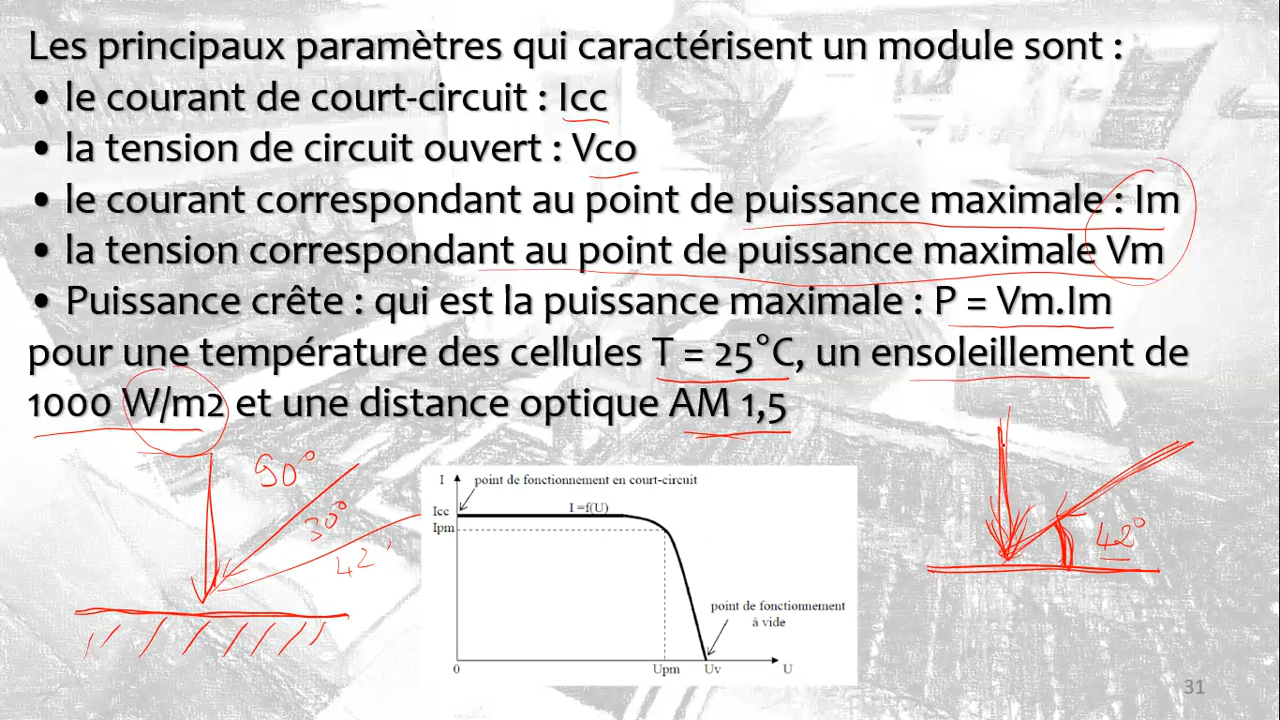 Les principaux paramètres qui caractérisent un module sont :
• le courant de court-circuit : Icc
• la tension de circuit ouvert : Vco
• le courant correspondant au point de puissance maximale : Im
• la tension correspondant au point de puissance maximale Vm
• Puissance crête : qui est la puissance maximale : P = Vm.Im
pour une température des cellules T = 25°C, un ensoleillement de
1000 W/m2 et une distance optique AM 1,5
90°
30°
42°
I
point de fonctionnement en court-circuit
Icc
I =f(U)
Ipm
point de fonctionnement
à vide
0
Upm
Uv
U
42°
31